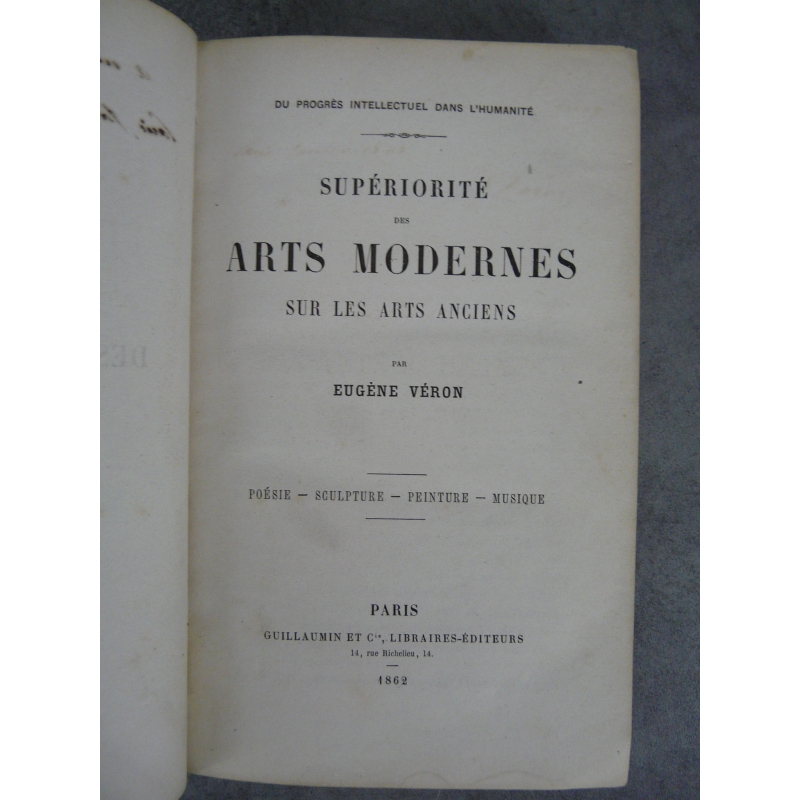 DU PROGRÈS INTELLECTUEL DANS L'HUMANITÉ
SUPÉRIORITÉ
DES
ARTS MODERNES
SUR LES ARTS ANCIENS
PAR
EUGÈNE VÉRON
POÉSIE — SCULPTURE — PEINTURE — MUSIQUE
PARIS
GUILLAUMIN ET Cie, LIBRAIRES-ÉDITEURS
14, rue Richelieu, 14.
1862